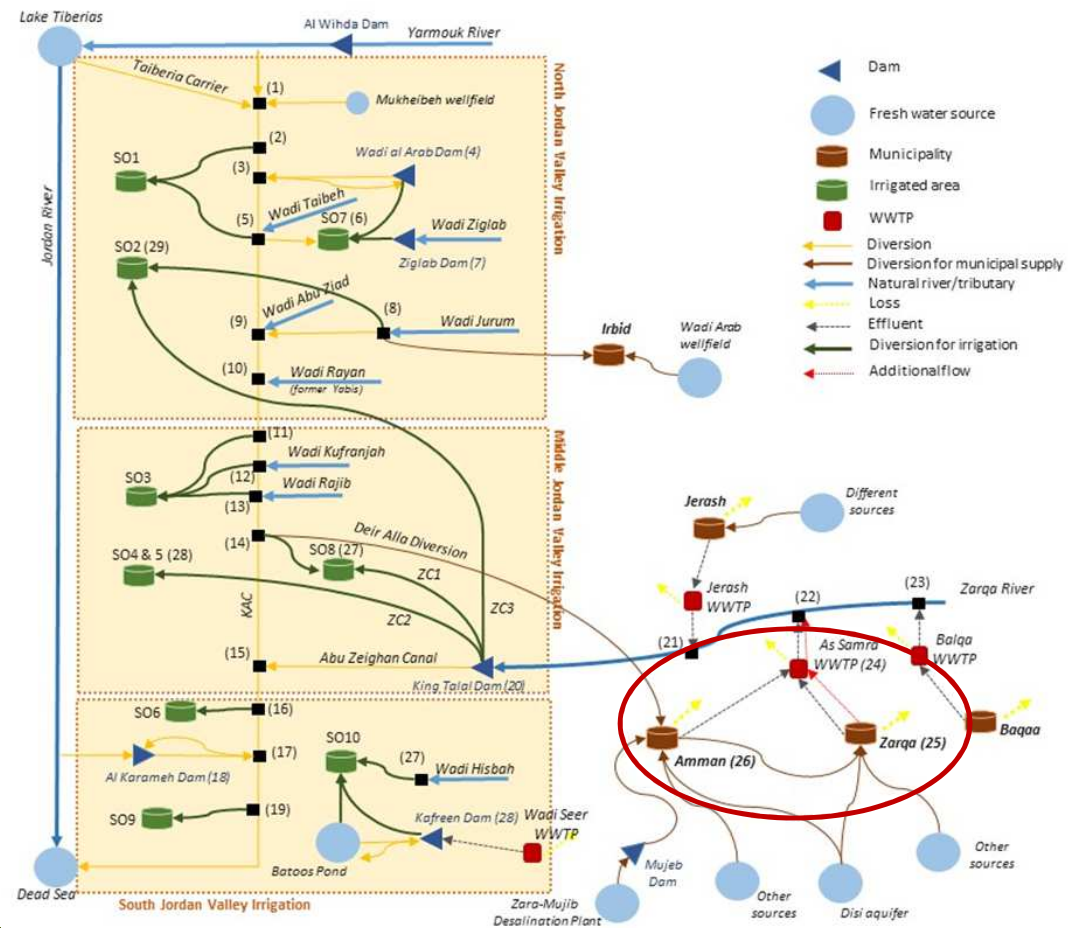 Lake Tiberias
Al Wihda Dam
Yarmouk River
Taiberia Carrier
(1)
Mukheibeh wellfield
North Jordan Valley Irrigation
Dam
Fresh water source
Municipality
Irrigated area
WWTP
Diversion
Diversion for municipal supply
Natural river/tributary
Loss
Effluent
Diversion for irrigation
Additionalflow
(2)
SO1
(3)
Wadi al Arab Dam (4)
Wadi Taibeh
(5)
SO7 (6)
Wadi Ziglab
Ziglab Dam (7)
Jordan River
SO2 (29)
Wadi Abu Ziad
(8)
(9)
Wadi Jurum
Irbid
Wadi Arab
wellfield
(10)
Wadi Rayan
(former Yabis)
Middle Jordan Valley Irrigation
(11)
Wadi Kufranjah
(12)
SO3
Wadi Rajib
(13)
(14)
Deir Alla Diversion
SO4 & 5 (28)
SO8 (27)
ZC1
ZC2
ZC3
KAC
(15)
Abu Zeighan Canal
King Talal Dam (20)
Jerash
Different
sources
Jerash
WWTP
(21)
(22)
(23)
Zarqa River
As Samra
WWTP (24)
Balqa
WWTP
Amman (26)
Zarqa (25)
Baqaa
SO6
(16)
(17)
Al Karameh Dam (18)
SO10
(27)
Wadi Hisbah
SO9
(19)
Kafreen Dam (28)
Wadi Seer
WWTP
Batoos Pond
Dead Sea
South Jordan Valley Irrigation
Zara-Mujib
Desalination Plant
Mujeb
Dam
Other
sources
Disi aquifer
Other
sources